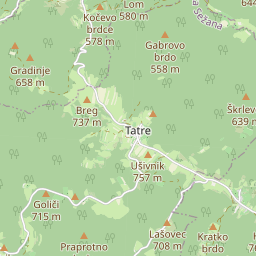 Lom
580 m
Kočevo
brdce
578 m
Sežana
Gabrovo
brdo
558 m
Gradinje
658 m
Breg
737 m
Tatre
639 m
Ušivnik
757 m
Goliči
715 m
Lašovec
708 m
Kratko
brdo
Praprotno